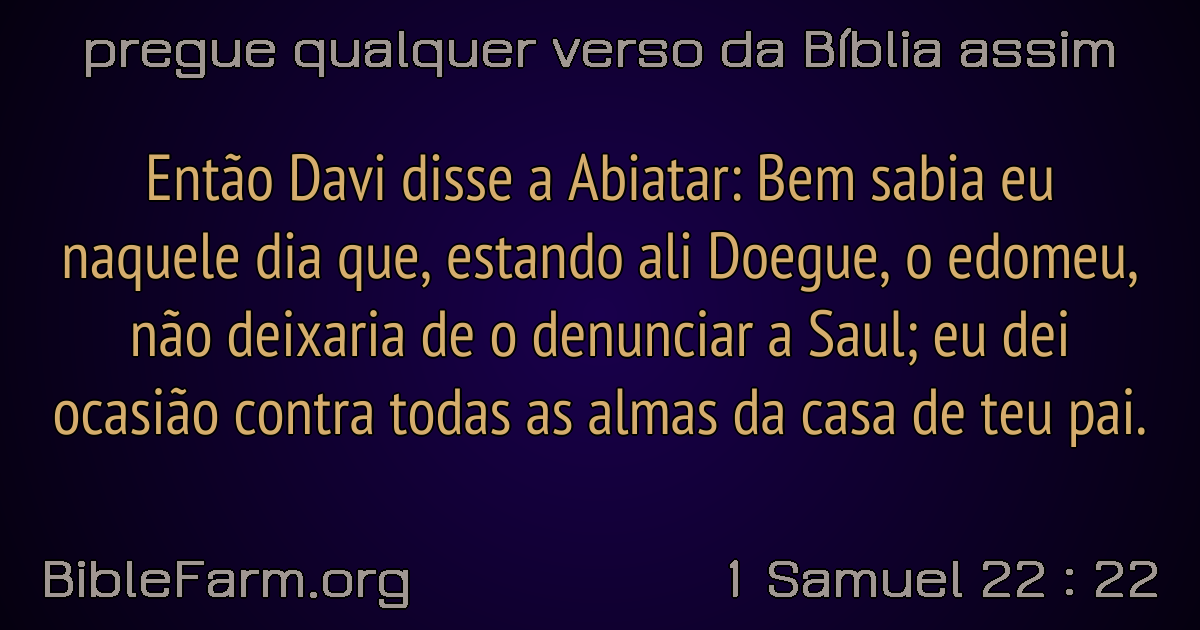 pregue qualquer verso da Bíblia assim
Então Davi disse a Abiatar: Bem sabia eu
naquele dia que, estando ali Doegue, o edomeu,
não deixaria de o denunciar a Saul; eu dei
ocasião contra todas as almas da casa de teu pai.
BibleFarm.org
1 Samuel 22 : 22